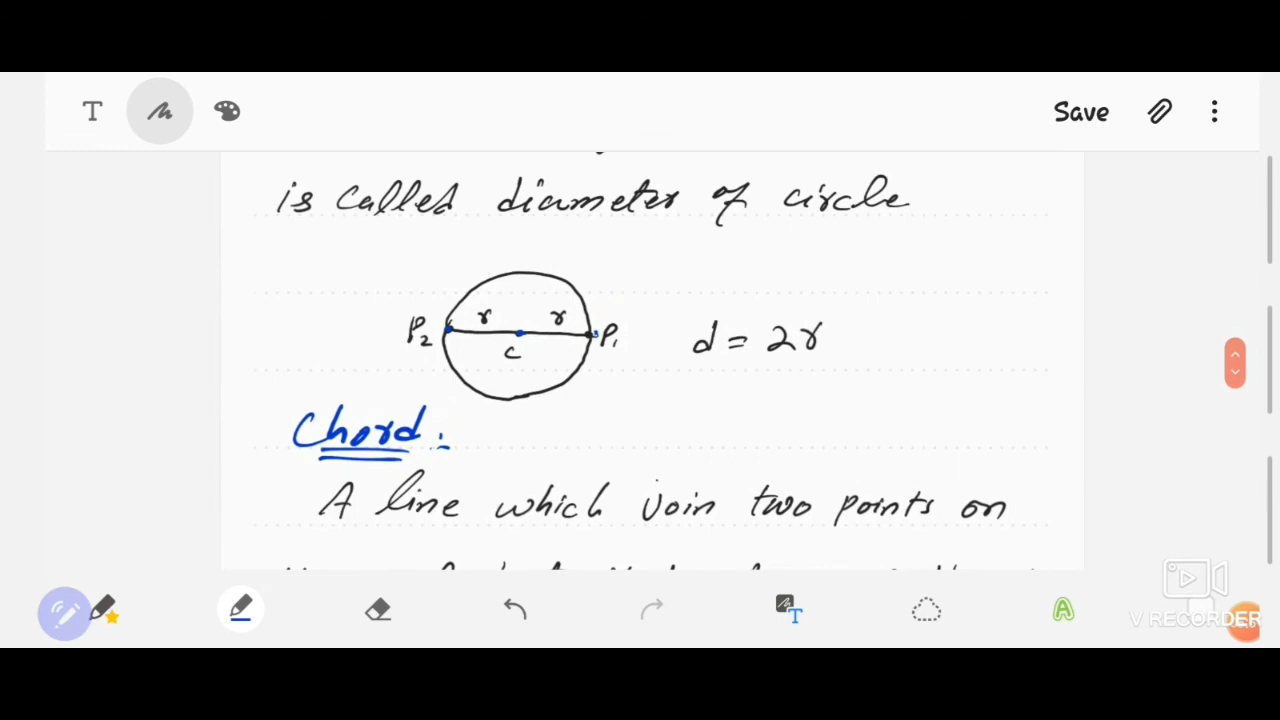 T
Save
is called diameter of circle
r r
P2 P1
c
d = 2r
Chord:
A line which join two points on
T
A
V RECORDER